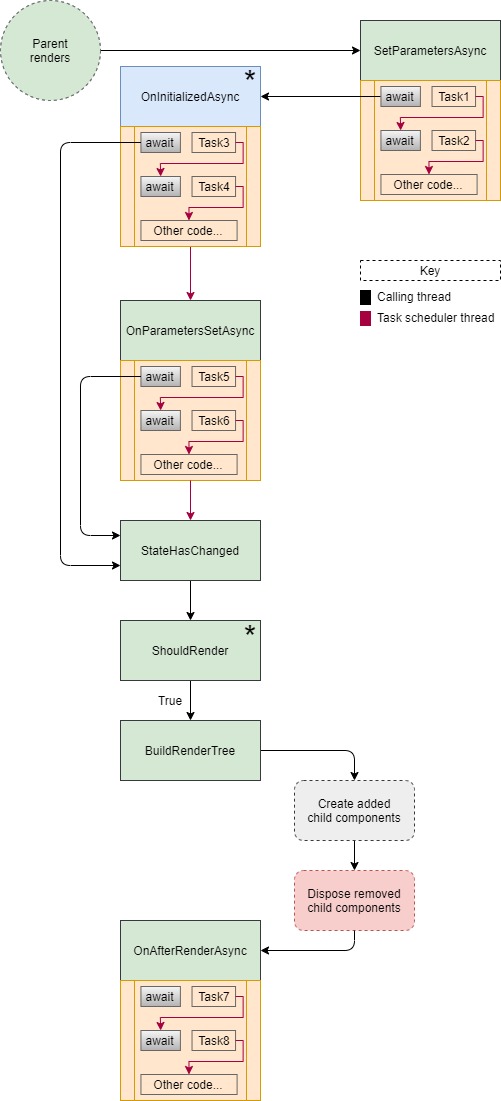 Parent
renders
SetParametersAsync
await Task1
await Task2
Other code...
*
OnInitializedAsync
await Task3
await Task4
Other code...
Key
Calling thread
Task scheduler thread
OnParametersSetAsync
await Task5
await Task6
Other code...
StateHasChanged
*
ShouldRender
True
BuildRenderTree
Create added
child components
Dispose removed
child components
OnAfterRenderAsync
await Task7
await Task8
Other code...